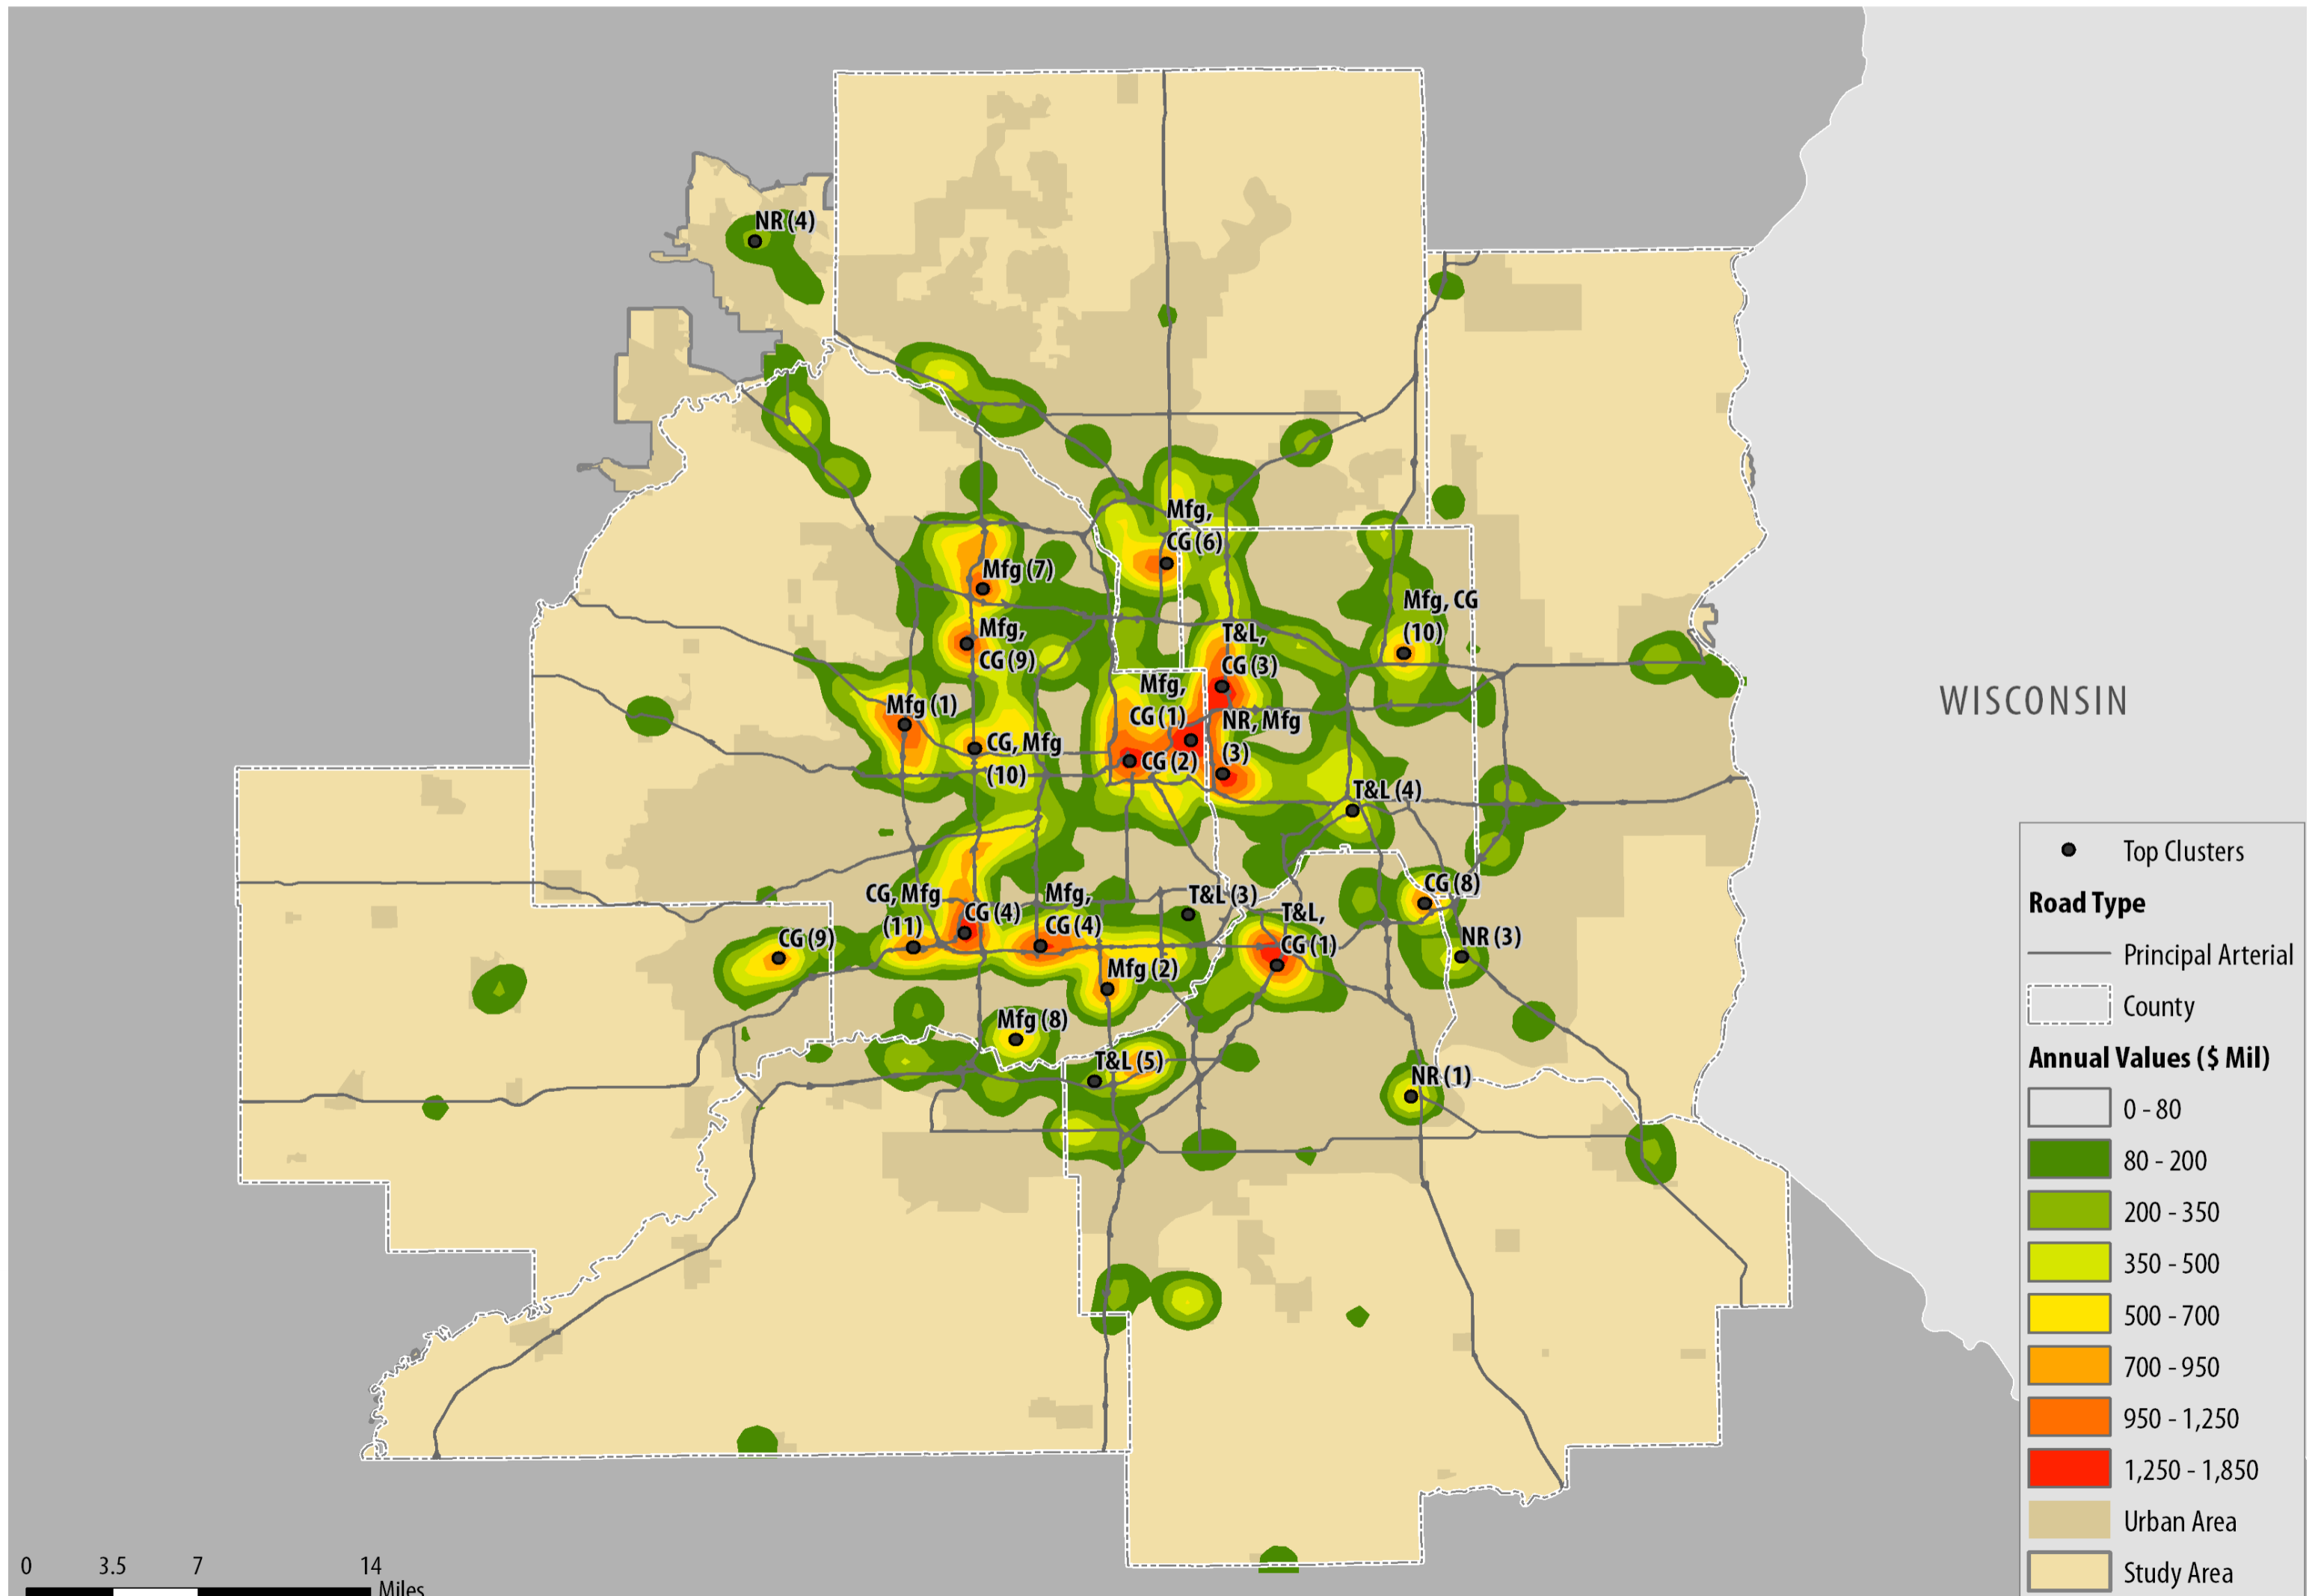 NR (4)
Mfg,
CG (6)
Mfg (7)
Mfg, CG
(10)
Mfg,
CG (9)
T&L,
CG (3)
Mfg (1)
Mfg,
CG (1)
NR, Mfg
(3)
CG, Mfg
(10)
CG (2)
T&L (4)
WISCONSIN
CG, Mfg
(11)
CG (4)
Mfg,
CG (4)
T&L (3)
T&L,
CG (1)
CG (8)
NR (3)
CG (9)
Mfg (2)
Mfg (8)
T&L (5)
NR (1)
Top Clusters
Road Type
Principal Arterial
County
Annual Values ($ Mil)
0 - 80
80 - 200
200 - 350
350 - 500
500 - 700
700 - 950
950 - 1,250
1,250 - 1,850
Urban Area
Study Area
0 3.5 7 14
Miles